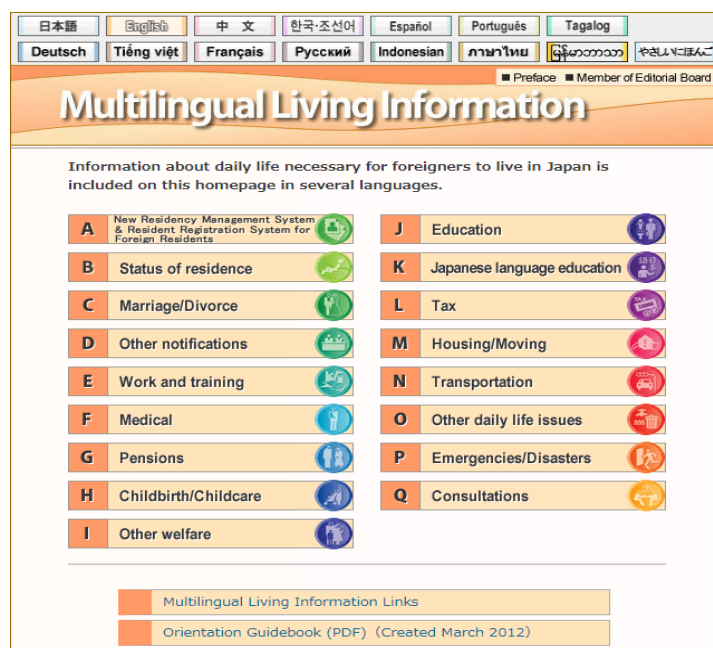 日本語 English 中 文 한국·조선어 Español Português Tagalog
Deutsch Tiếng việt Français Русский Indonesian ภาษาไทย မြန်မာဘာသာ やさしいにほんご
■ Preface ■ Member of Editorial Board
Multilingual Living Information
Information about daily life necessary for foreigners to live in Japan is
included on this homepage in several languages.
A New Residency Management System
& Resident Registration System for
Foreign Residents
B Status of residence
C Marriage/Divorce
D Other notifications
E Work and training
F Medical
G Pensions
H Childbirth/Childcare
I Other welfare
J Education
K Japanese language education
L Tax
M Housing/Moving
N Transportation
O Other daily life issues
P Emergencies/Disasters
Q Consultations
Multilingual Living Information Links
Orientation Guidebook (PDF) (Created March 2012)